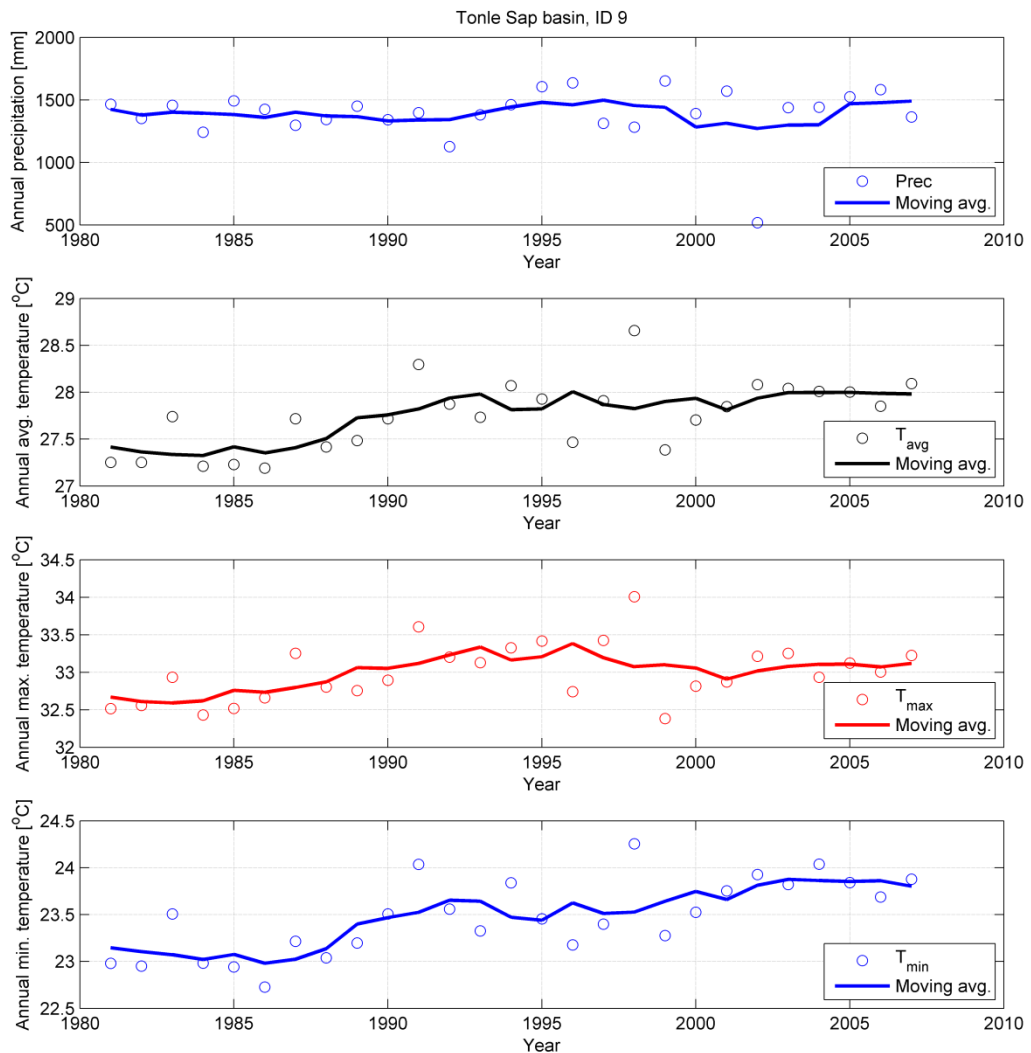 Tonle Sap basin, ID 9
Annual precipitation [mm]
2000
1500
1000
500
1980
1985
1990
1995
2000
2005
2010
Year
Prec
Moving avg.
Annual avg. temperature [°C]
29
28.5
28
27.5
27
1980
1985
1990
1995
2000
2005
2010
Year
T_avg
Moving avg.
Annual max. temperature [°C]
34.5
34
33.5
33
32.5
32
1980
1985
1990
1995
2000
2005
2010
Year
T_max
Moving avg.
Annual min. temperature [°C]
24.5
24
23.5
23
22.5
1980
1985
1990
1995
2000
2005
2010
Year
T_min
Moving avg.